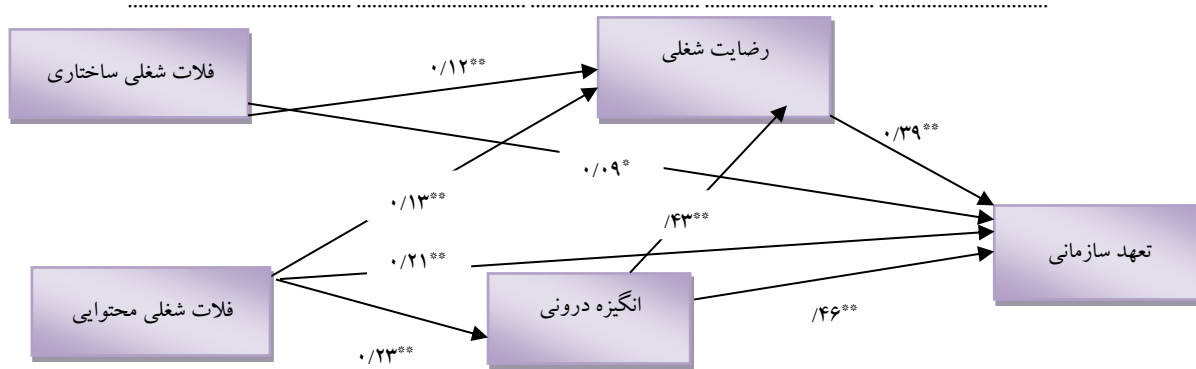 رضایت شغلی
فلات شغلی ساختاری
۰/۱۲**
۰/۳۹**
۰/۰۹*
۰/۱۳**
/۴۳**
تعهد سازمانی
۰/۲۱**
انگیزه درونی
فلات شغلی محتوایی
/۴۶**
۰/۲۳**